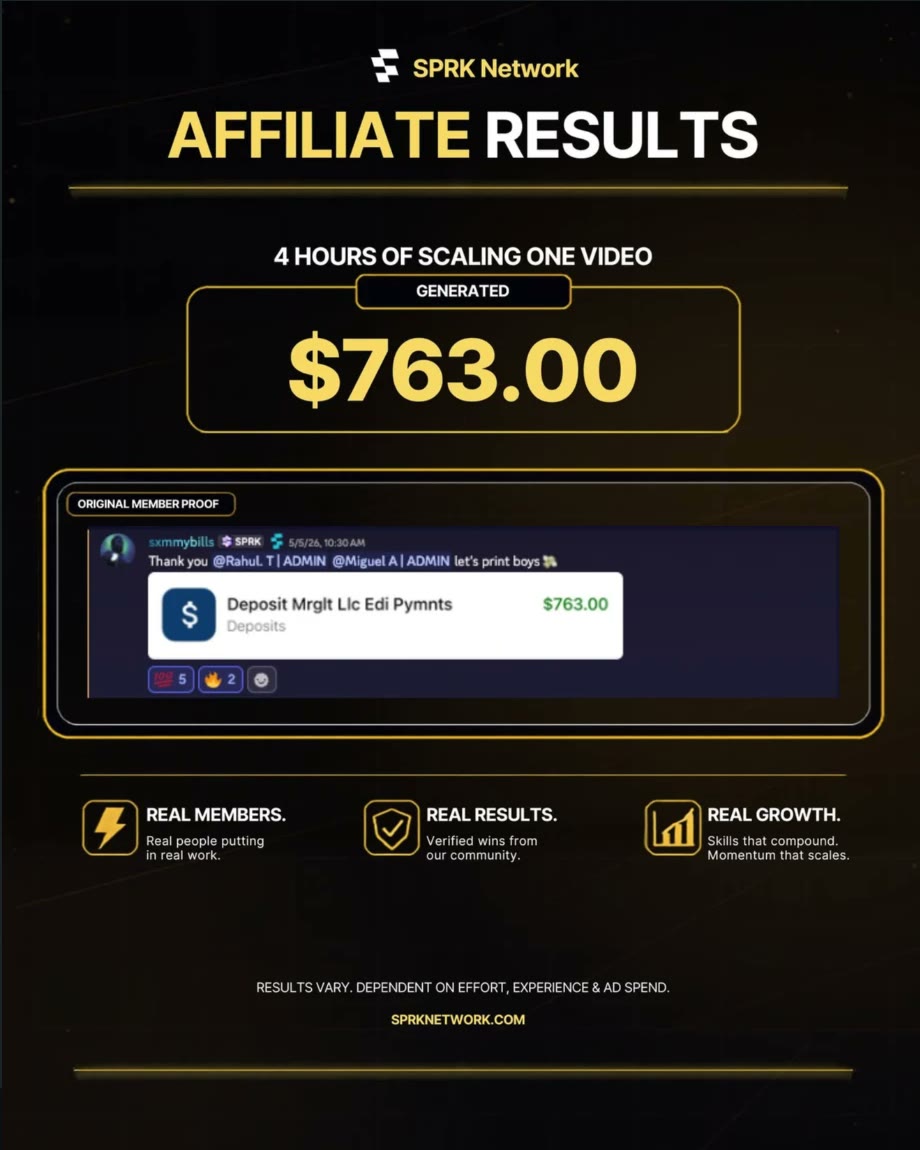 SPRK Network
AFFILIATE RESULTS
4 HOURS OF SCALING ONE VIDEO
GENERATED
$763.00
ORIGINAL MEMBER PROOF
sxmmybills SPRK 5/5/26, 10:30 AM
Thank you @Rahul. T | ADMIN @Miguel A | ADMIN let's print boys 💸
$ Deposit Mrglt Llc Edi Pymnts $763.00
Deposits
💯 5 🔥 2
REAL MEMBERS.
Real people putting
in real work.
REAL RESULTS.
Verified wins from
our community.
REAL GROWTH.
Skills that compound.
Momentum that scales.
RESULTS VARY. DEPENDENT ON EFFORT, EXPERIENCE & AD SPEND.
SPRKNETWORK.COM